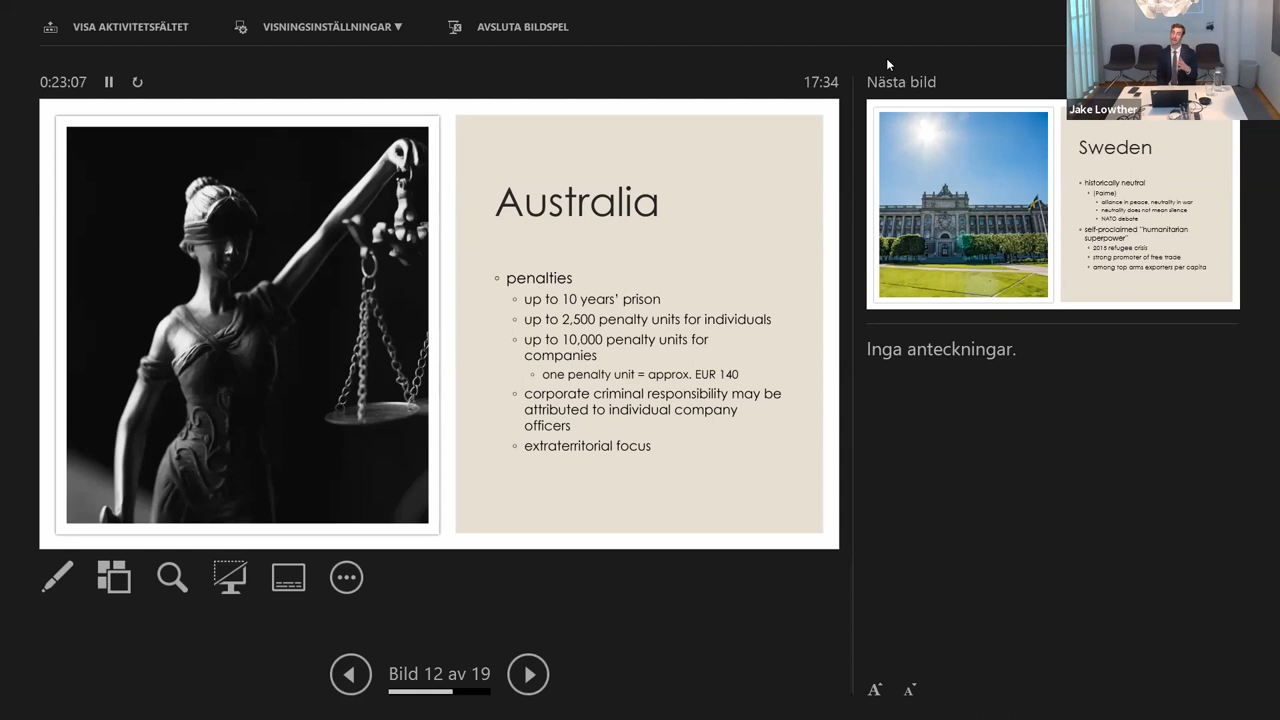 VISA AKTIVITETSFÄLTET
VISNINGSINSTÄLLNINGAR ▼
AVSLUTA BILDSPEL
0:23:07
17:34
Nästa bild
Jake Lowther
Australia
◦ penalties
◦ up to 10 years' prison
◦ up to 2,500 penalty units for individuals
◦ up to 10,000 penalty units for
companies
◦ one penalty unit = approx. EUR 140
◦ corporate criminal responsibility may be
attributed to individual company
officers
◦ extraterritorial focus
Sweden
• historically neutral
• (Palme)
• alliance in peace, neutrality in war
• neutrality does not mean silence
• NATO debate
• self-proclaimed "humanitarian
superpower"
• 2015 refugee crisis
• strong promoter of free trade
• among top arms exporters per capita
Inga anteckningar.
Bild 12 av 19
A A